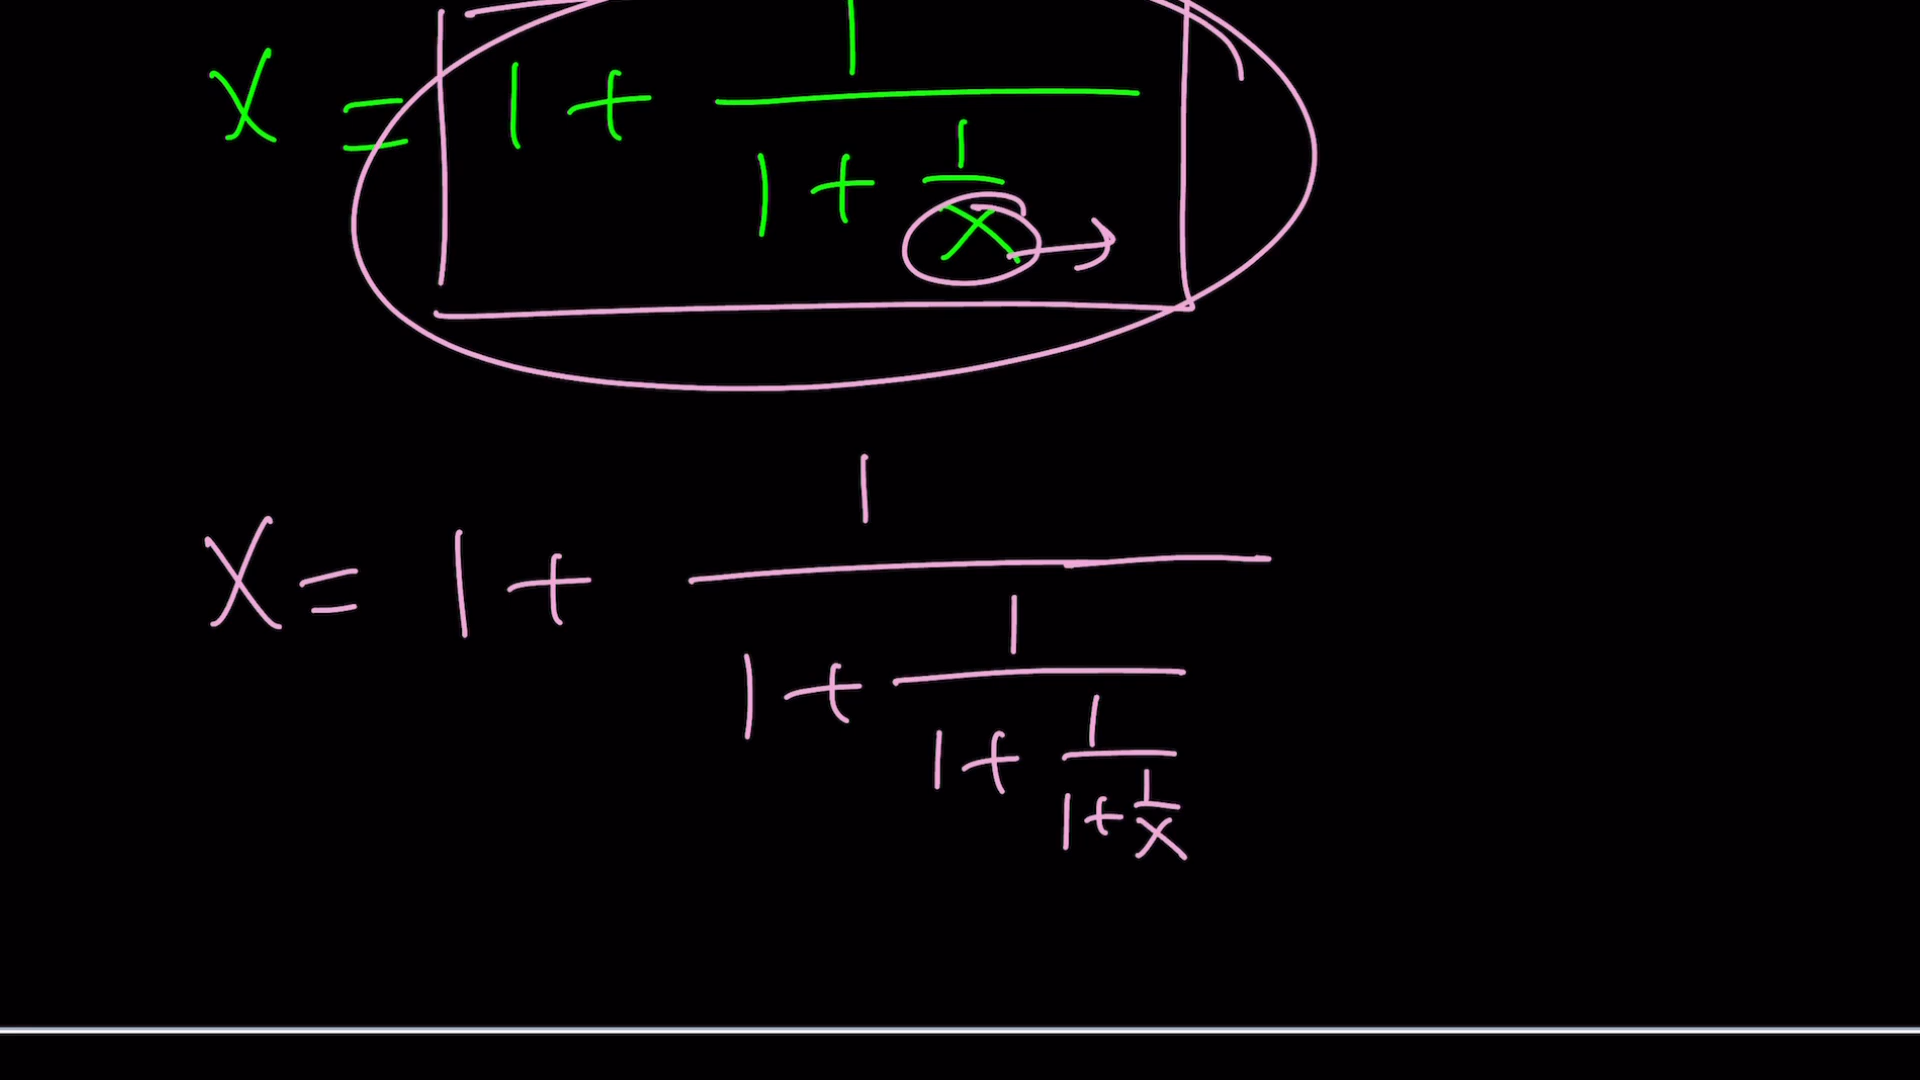 x = 1 + 1/(1 + 1/x)
x = 1 + 1/(1 + 1/(1 + 1/(1 + 1/x)))